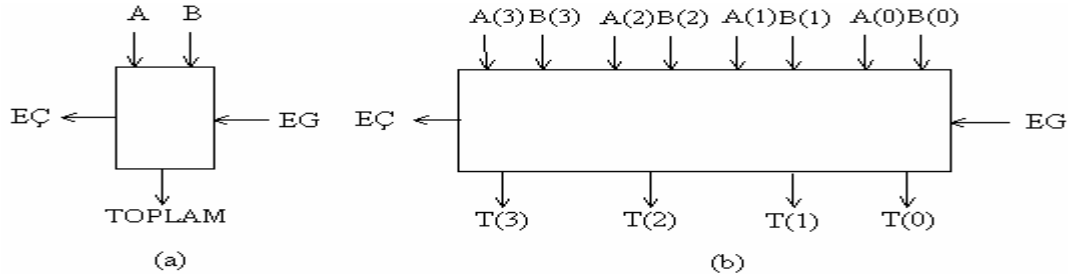 A B A(3) B(3) A(2) B(2) A(1) B(1) A(0) B(0)
EÇ EG EÇ EG
TOPLAM T(3) T(2) T(1) T(0)
(a) (b)